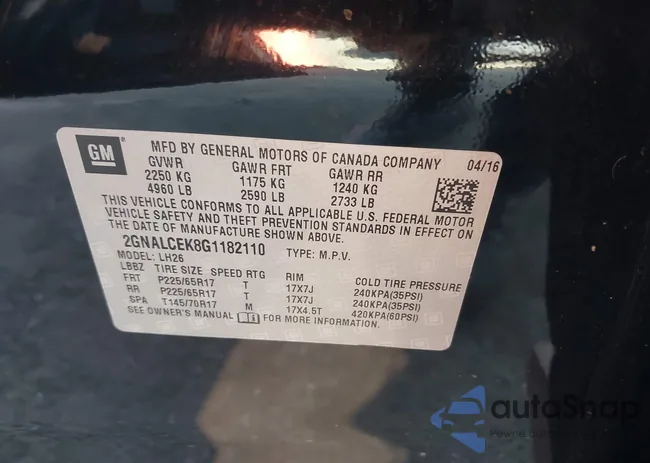 GM
MFD BY GENERAL MOTORS OF CANADA COMPANY 04/16
GVWR GAWR FRT GAWR RR
2250 KG 1175 KG 1240 KG
4960 LB 2590 LB 2733 LB
THIS VEHICLE CONFORMS TO ALL APPLICABLE U.S. FEDERAL MOTOR
VEHICLE SAFETY AND THEFT PREVENTION STANDARDS IN EFFECT ON
THE DATE OF MANUFACTURE SHOWN ABOVE.
2GNALCEK8G1182110 TYPE: M.P.V.
MODEL: LH26
LBBZ TIRE SIZE SPEED RTG RIM COLD TIRE PRESSURE
FRT P225/65R17 T 17X7J 240KPA(35PSI)
RR P225/65R17 T 17X7J 240KPA(35PSI)
SPA T145/70R17 M 17X4.5T 420KPA(60PSI)
SEE OWNER'S MANUAL FOR MORE INFORMATION
autoSnap
Pewne auto